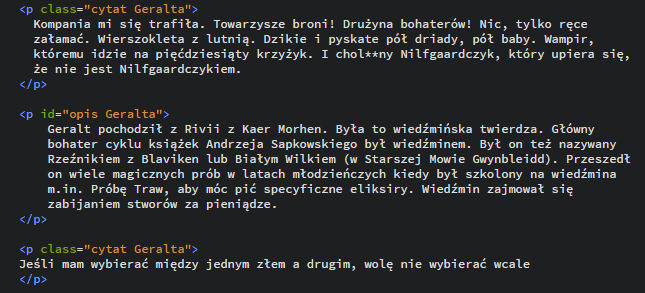 <p class="cytat Geralta">
Kompania mi się trafiła. Towarzysze broni! Drużyna bohaterów! Nic, tylko ręce
załamać. Wierszokleta z lutnią. Dzikie i pyskate pół driady, pół baby. Wampir,
któremu idzie na pięćdziesiąty krzyżyk. I chol**ny Nilfgaardczyk, który upiera się,
że nie jest Nilfgaardczykiem.
</p>
<p id="opis Geralta">
Geralt pochodził z Rivii z Kaer Morhen. Była to wiedźmińska twierdza. Główny
bohater cyklu książek Andrzeja Sapkowskiego był wiedźminem. Był on też nazywany
Rzeźnikiem z Blaviken lub Białym Wilkiem (w Starszej Mowie Gwynbleidd). Przeszedł
on wiele magicznych prób w latach młodzieńczych kiedy był szkolony na wiedźmina
m.in. Próbę Traw, aby móc pić specyficzne eliksiry. Wiedźmin zajmował się
zabijaniem stworów za pieniądze.
</p>
<p class="cytat Geralta">
Jeśli mam wybierać między jednym złem a drugim, wolę nie wybierać wcale
</p>